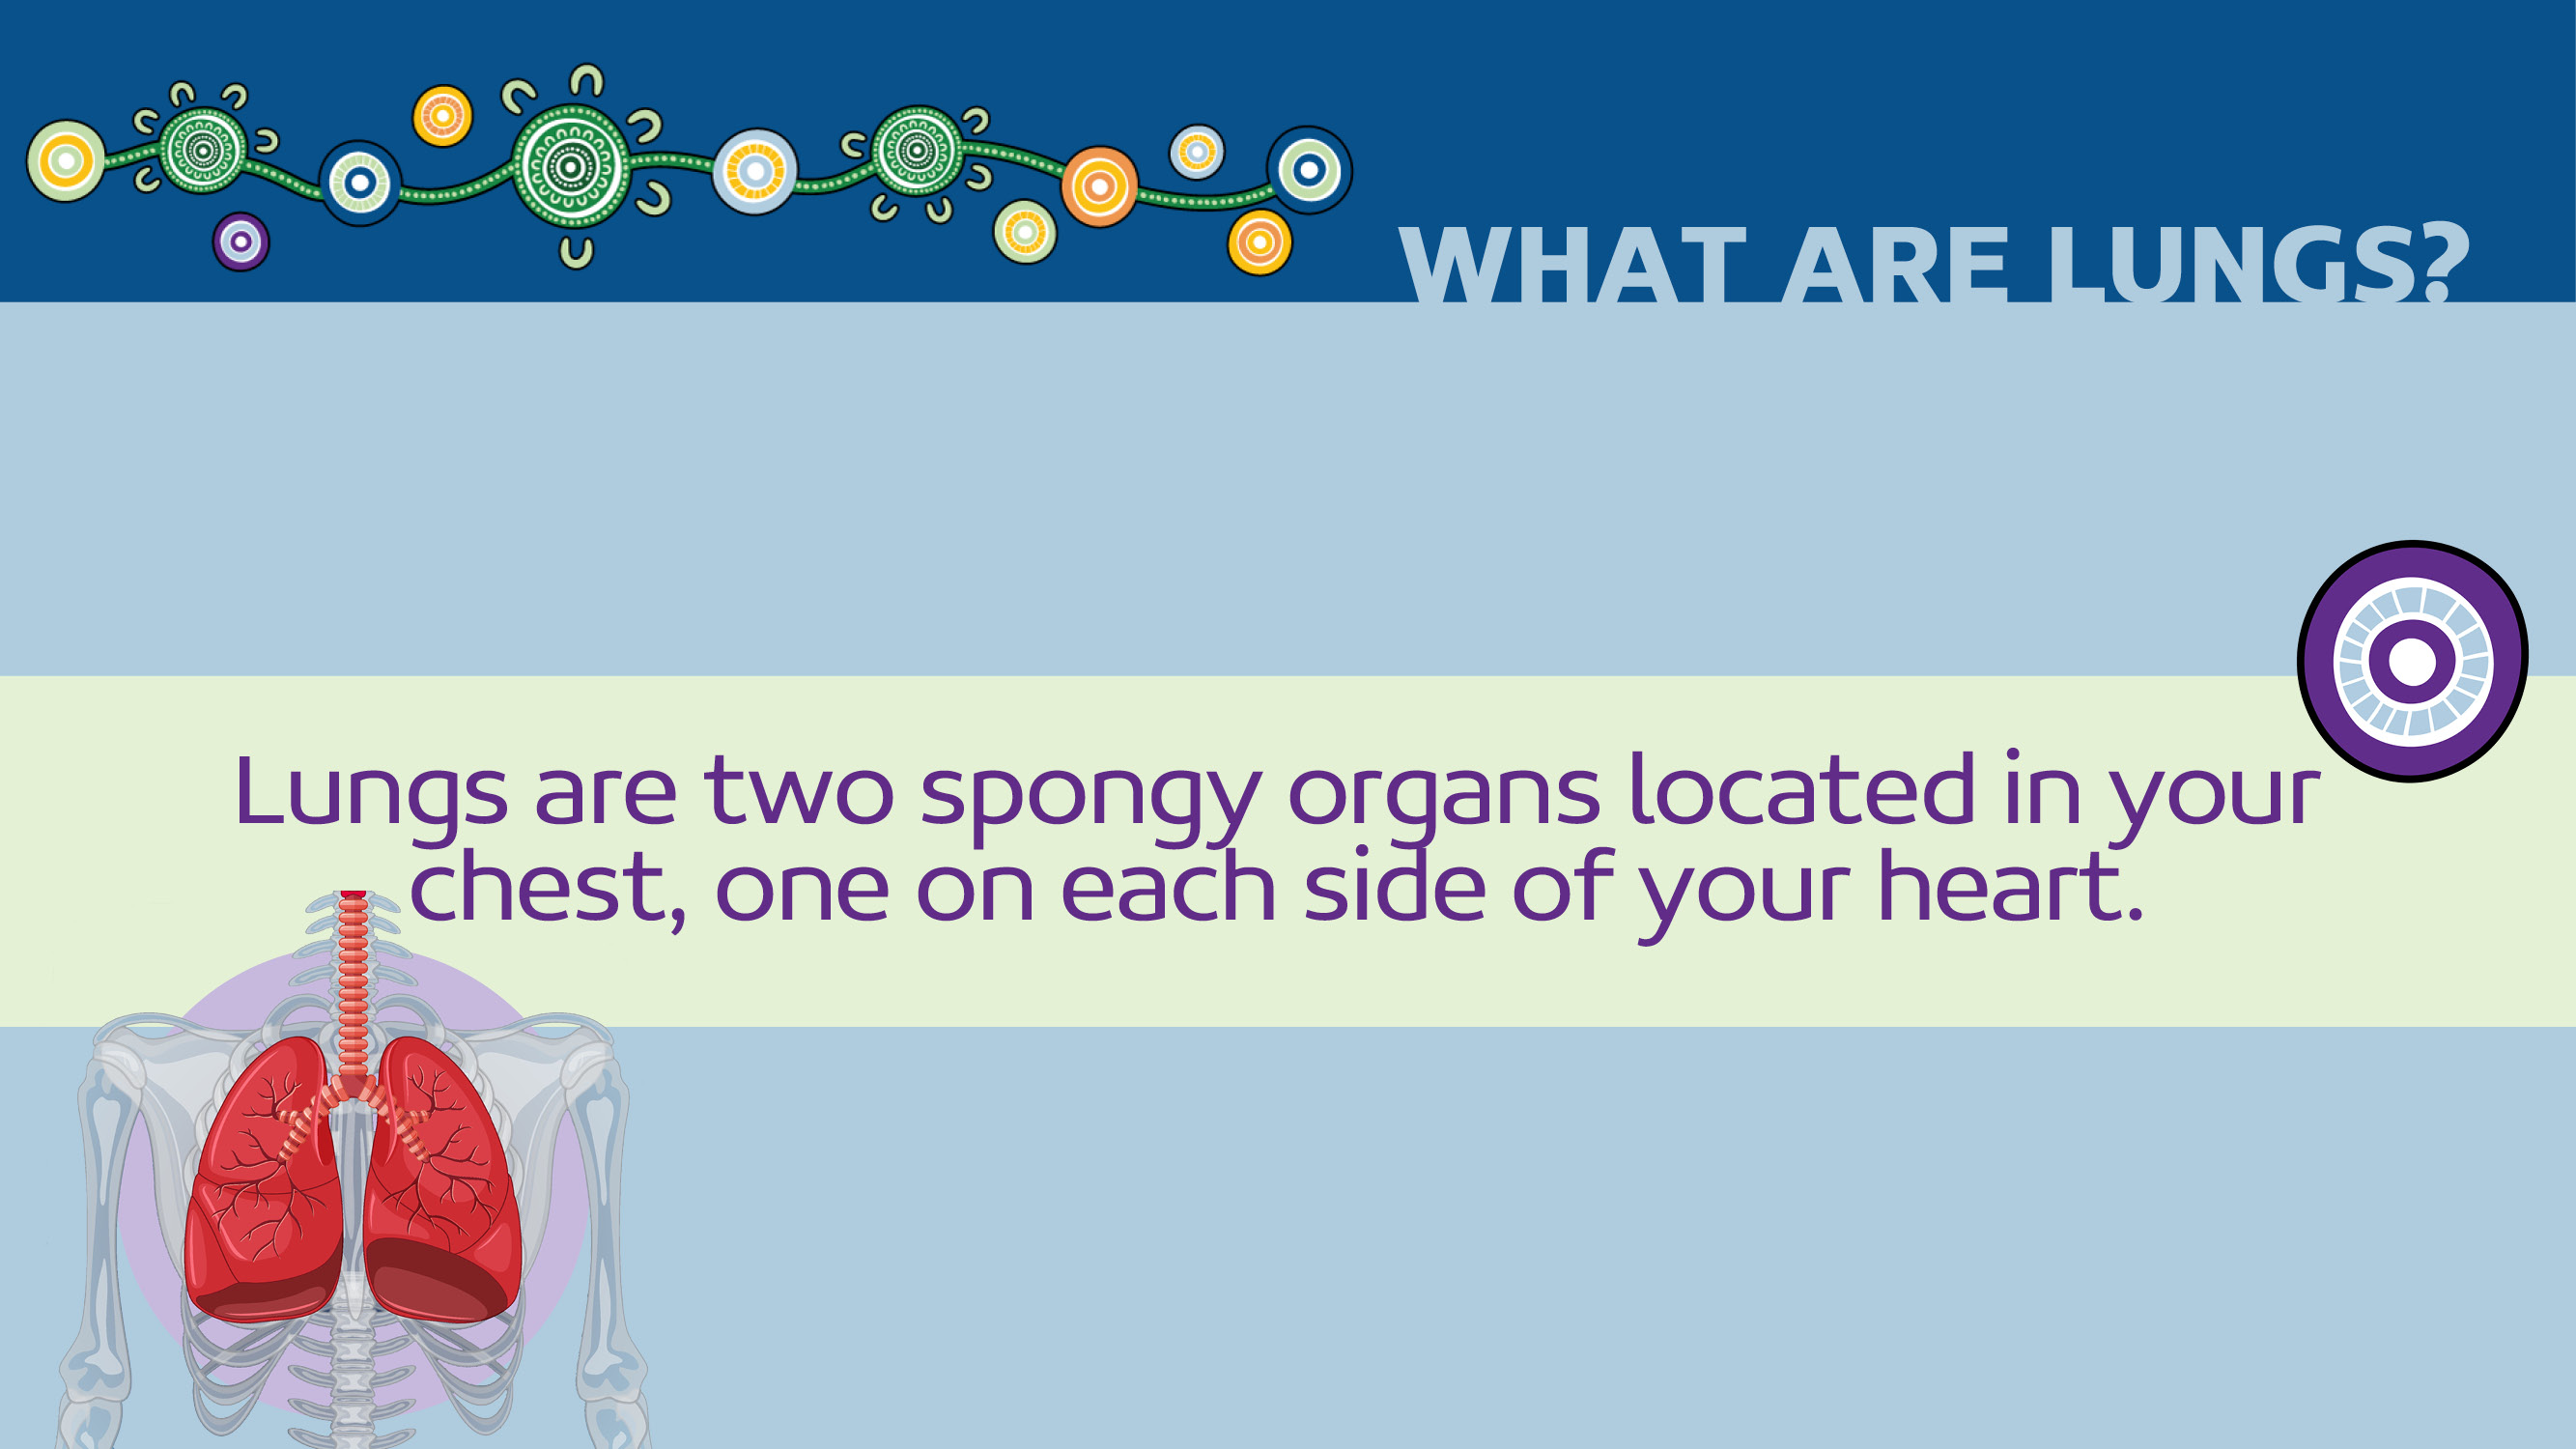 WHAT ARE LUNGS?
Lungs are two spongy organs located in your
chest, one on each side of your heart.